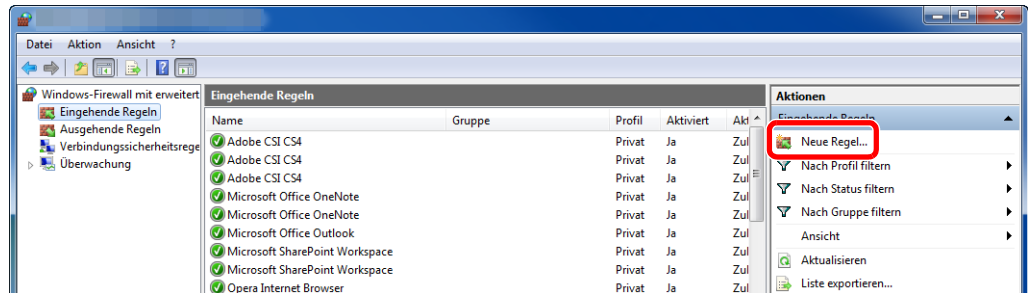 Datei Aktion Ansicht ?
Windows-Firewall mit erweitert
Eingehende Regeln
Ausgehende Regeln
Verbindungssicherheitsrege
Überwachung
Eingehende Regeln
Name Gruppe Profil Aktiviert Akt
Adobe CSI CS4 Privat Ja Zul
Adobe CSI CS4 Privat Ja Zul
Adobe CSI CS4 Privat Ja Zul
Microsoft Office OneNote Privat Ja Zul
Microsoft Office OneNote Privat Ja Zul
Microsoft Office Outlook Privat Ja Zul
Microsoft SharePoint Workspace Privat Ja Zul
Microsoft SharePoint Workspace Privat Ja Zul
Opera Internet Browser Privat Ja Zul
Aktionen
Eingehende Regeln
Neue Regel...
Nach Profil filtern
Nach Status filtern
Nach Gruppe filtern
Ansicht
Aktualisieren
Liste exportieren...